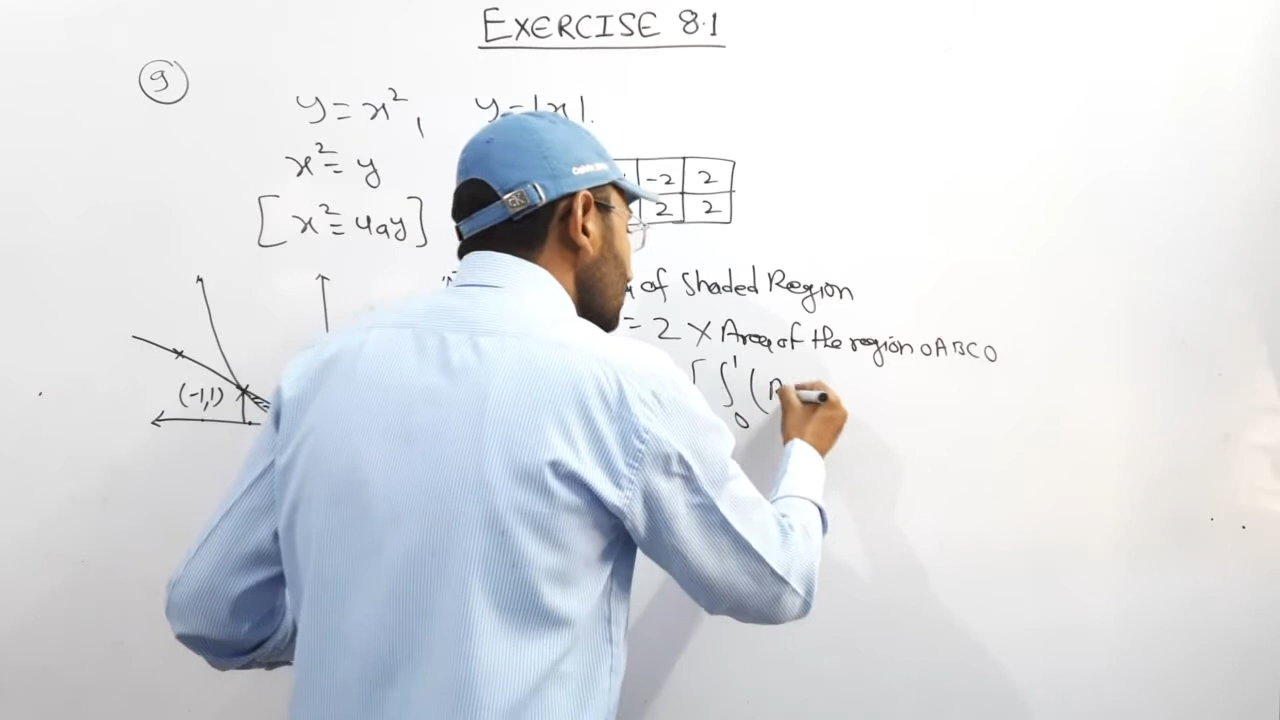 EXERCISE 8.1
9
y = x², y = |x|.
x² = y
[x² = 4ay]
-2 2
2 2
of Shaded Region
= 2 × Area of the region OABCO
(-1,1)
[ ∫₀¹ (